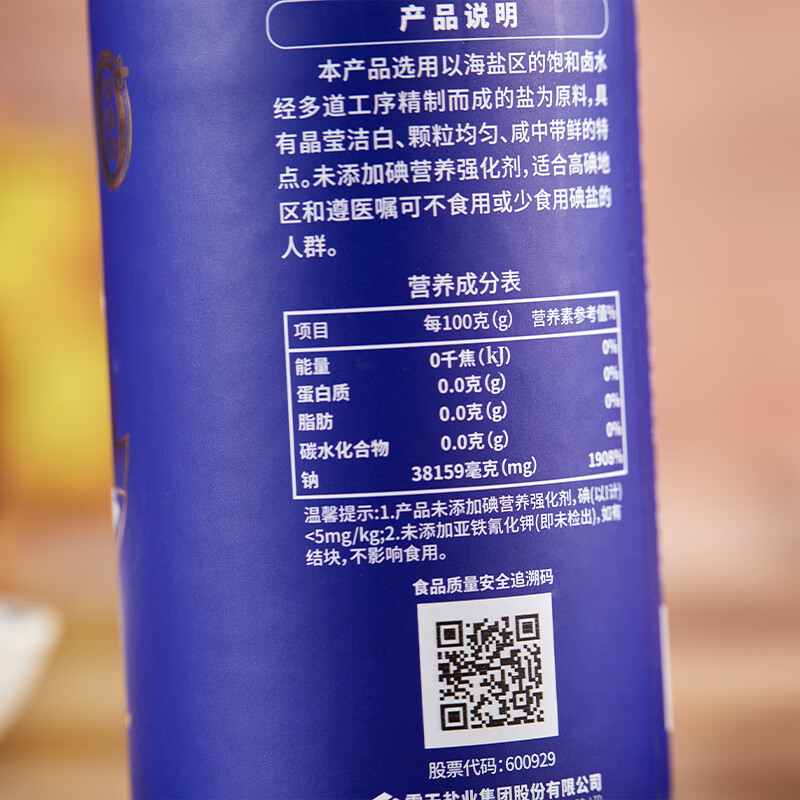 产品说明
本产品选用以海盐区的饱和卤水
经多道工序精制而成的盐为原料,具
有晶莹洁白、颗粒均匀、咸中带鲜的特
点。未添加碘营养强化剂,适合高碘地
区和遵医嘱可不食用或少食用碘盐的
人群。
营养成分表
项目 每100克(g) 营养素参考值%
能量 0千焦(kJ) 0%
蛋白质 0.0克(g) 0%
脂肪 0.0克(g) 0%
碳水化合物 0.0克(g) 0%
钠 38159毫克(mg) 1908%
温馨提示:1.产品未添加碘营养强化剂,碘(以I计)
<5mg/kg;2.未添加亚铁氰化钾(即未检出),如有
结块,不影响食用。
食品质量安全追溯码
股票代码:600929
盐业集团股份有限公司